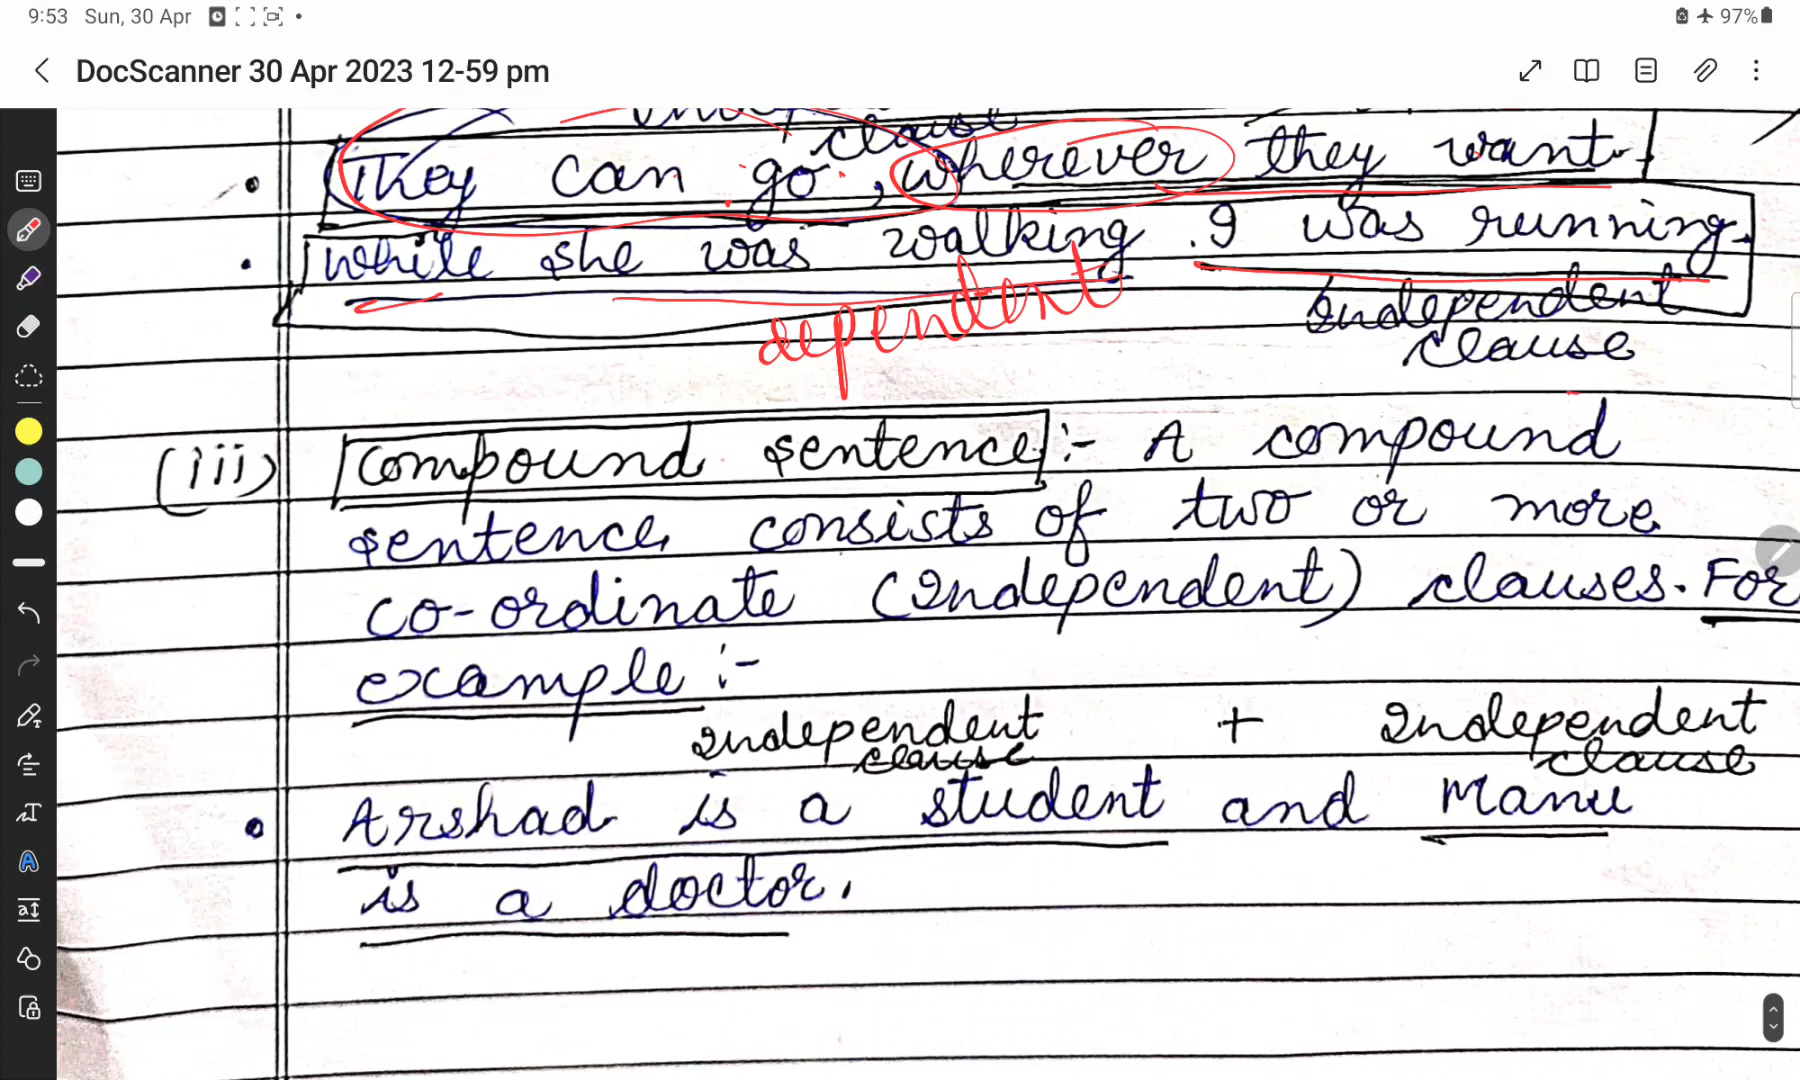 9:53 Sun, 30 Apr
97%
DocScanner 30 Apr 2023 12-59 pm
clause
They can go, wherever they want.
while she was walking . I was running.
dependent
Independent
clause
(iii) Compound sentence :- A compound
sentence consists of two or more
co-ordinate (Independent) clauses. For
example :-
Independent + Independent
clause clause
Arshad is a student and Manu
is a doctor.